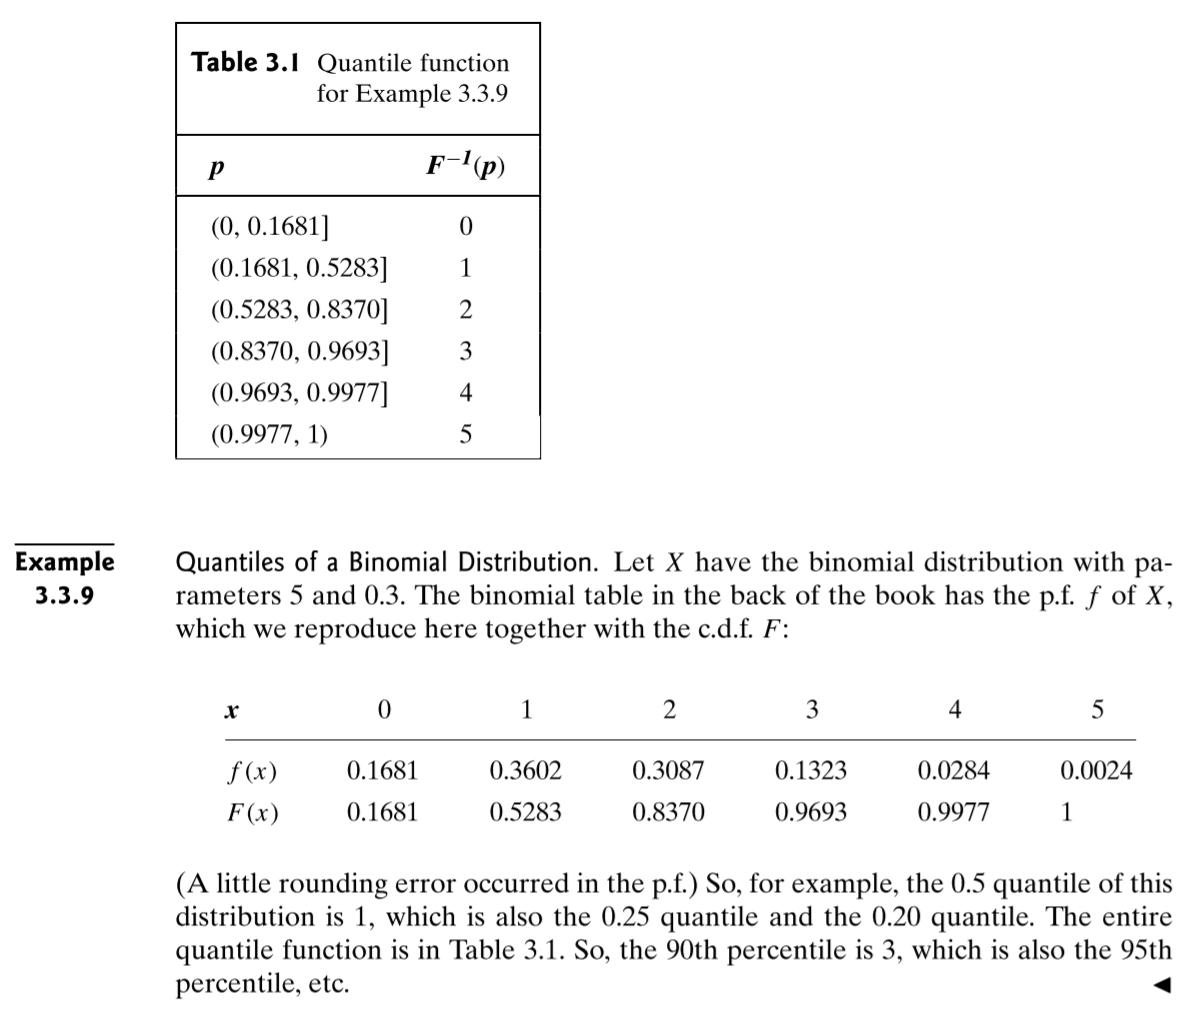 Table 3.1 Quantile function
for Example 3.3.9
p F⁻¹(p)
(0, 0.1681] 0
(0.1681, 0.5283] 1
(0.5283, 0.8370] 2
(0.8370, 0.9693] 3
(0.9693, 0.9977] 4
(0.9977, 1) 5
Example
3.3.9
Quantiles of a Binomial Distribution. Let X have the binomial distribution with pa-
rameters 5 and 0.3. The binomial table in the back of the book has the p.f. f of X,
which we reproduce here together with the c.d.f. F:
x 0 1 2 3 4 5
f(x) 0.1681 0.3602 0.3087 0.1323 0.0284 0.0024
F(x) 0.1681 0.5283 0.8370 0.9693 0.9977 1
(A little rounding error occurred in the p.f.) So, for example, the 0.5 quantile of this
distribution is 1, which is also the 0.25 quantile and the 0.20 quantile. The entire
quantile function is in Table 3.1. So, the 90th percentile is 3, which is also the 95th
percentile, etc.